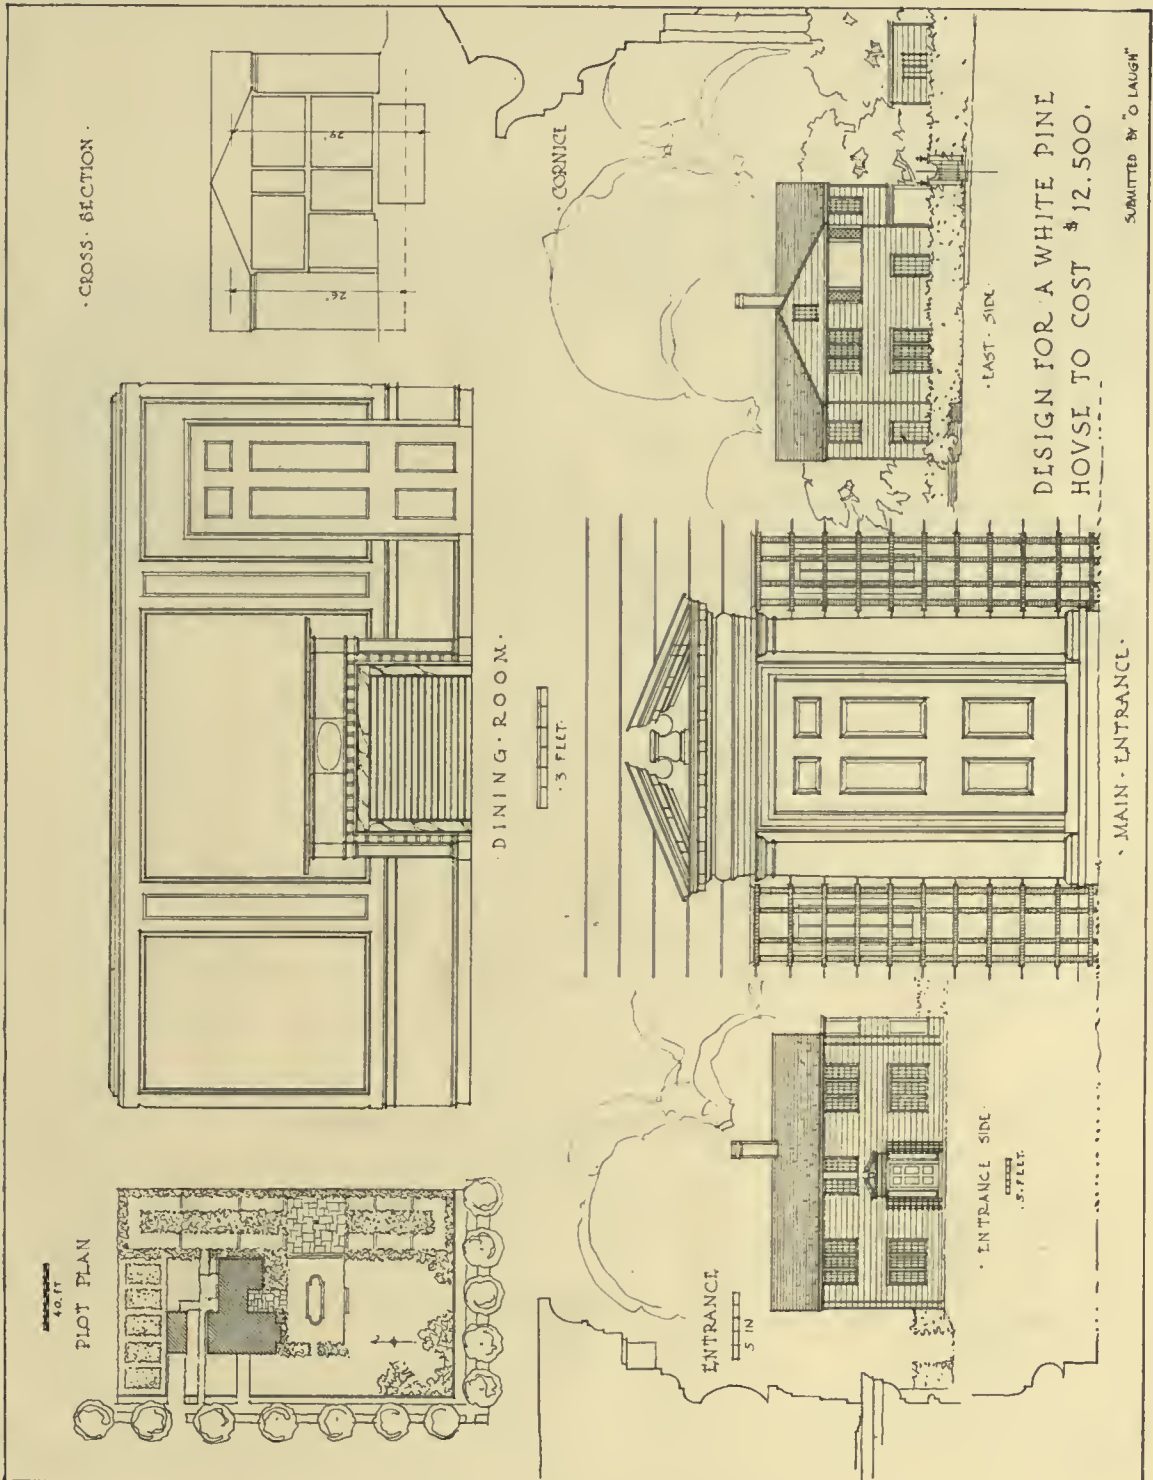 40.FT
PLOT PLAN
DINING·ROOM·
·3 FEET·
·CROSS·SECTION·
26'
29'
ENTRANCE
5 IN
·ENTRANCE SIDE·
·5·FEET·
·MAIN·ENTRANCE·
·CORNICE
·EAST·SIDE·
DESIGN FOR A WHITE PINE
HOVSE TO COST $12.500.
SUBMITTED BY "O LAUGH"